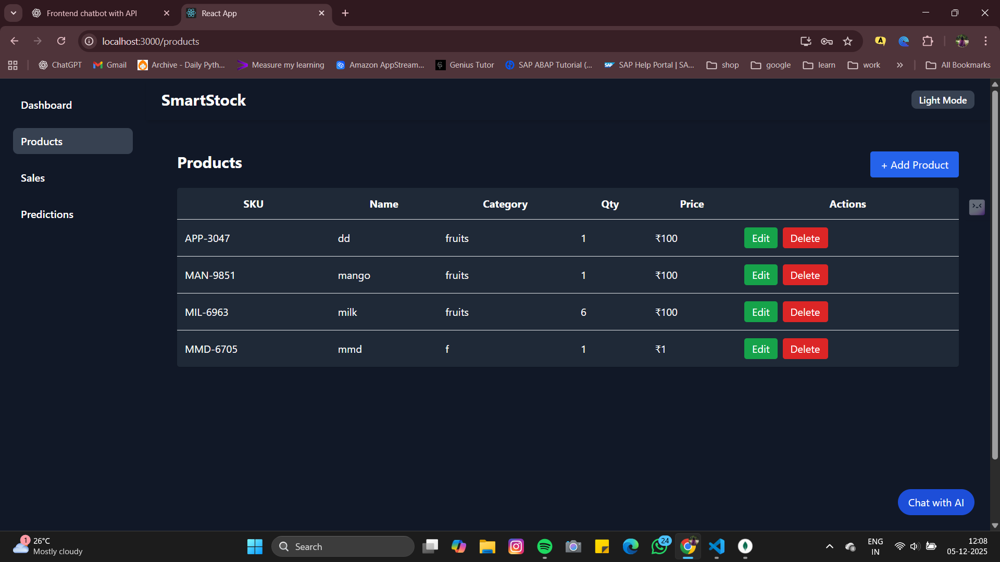 Frontend chatbot with API
React App
localhost:3000/products
ChatGPT
Gmail
Archive - Daily Pyth...
Measure my learning
Amazon AppStream...
Genius Tutor
SAP ABAP Tutorial (...
SAP Help Portal | SA...
shop
google
learn
work
All Bookmarks
Dashboard
Products
Sales
Predictions
SmartStock
Light Mode
Products
+ Add Product
SKU Name Category Qty Price Actions
APP-3047 dd fruits 1 ₹100 Edit Delete
MAN-9851 mango fruits 1 ₹100 Edit Delete
MIL-6963 milk fruits 6 ₹100 Edit Delete
MMD-6705 mmd f 1 ₹1 Edit Delete
Chat with AI
1
26°C
Mostly cloudy
Search
24
ENG
IN
12:08
05-12-2025